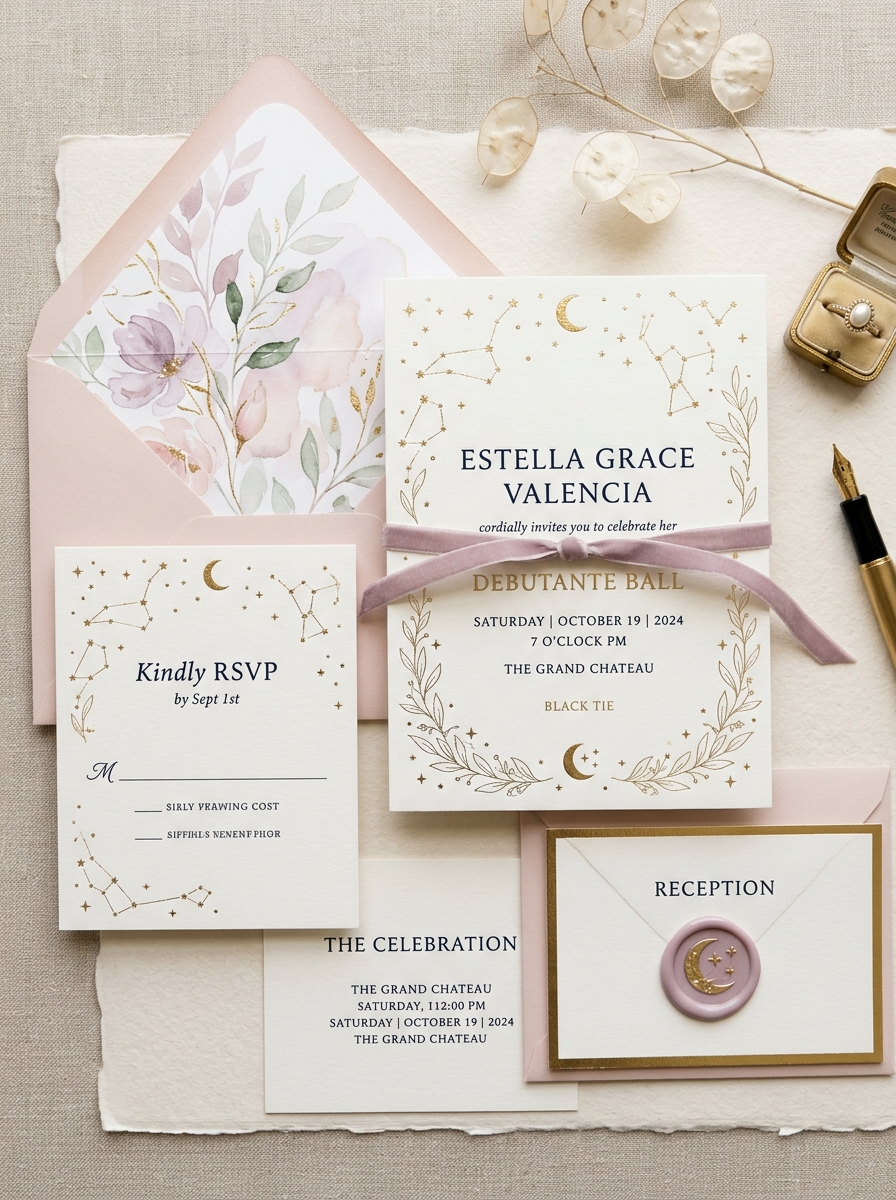 ESTELLA GRACE
VALENCIA
cordially invites you to celebrate her
DEBUTANTE BALL
SATURDAY | OCTOBER 19 | 2024
7 O'CLOCK PM
THE GRAND CHATEAU
BLACK TIE
Kindly RSVP
by Sept 1st
M
COST
THE CELEBRATION
THE GRAND CHATEAU
SATURDAY, 112:00 PM
SATURDAY | OCTOBER 19 | 2024
THE GRAND CHATEAU
RECEPTION